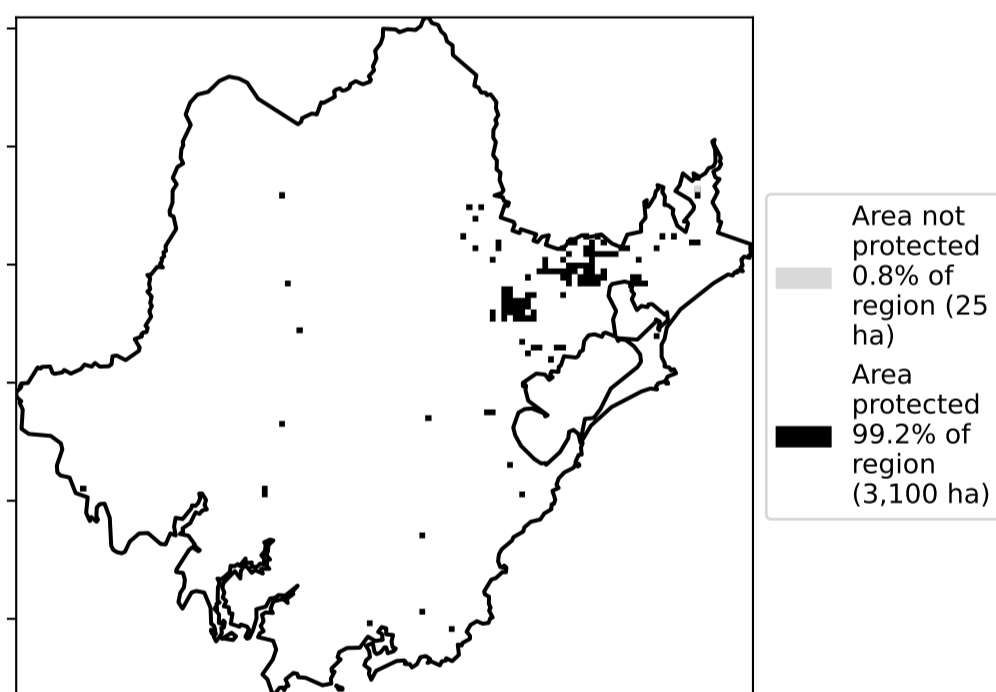 Area not
protected
0.8% of
region (25
ha)
Area
protected
99.2% of
region
(3,100 ha)